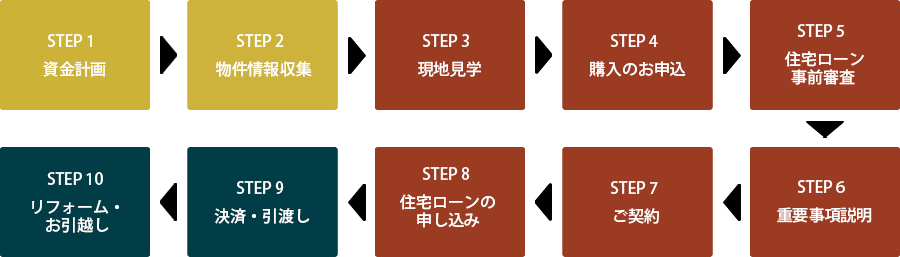 STEP 1
資金計画
STEP 2
物件情報収集
STEP 3
現地見学
STEP 4
購入のお申込
STEP 5
住宅ローン
事前審査
STEP 6
重要事項説明
STEP 7
ご契約
STEP 8
住宅ローンの
申し込み
STEP 9
決済・引渡し
STEP 10
リフォーム・
お引越し